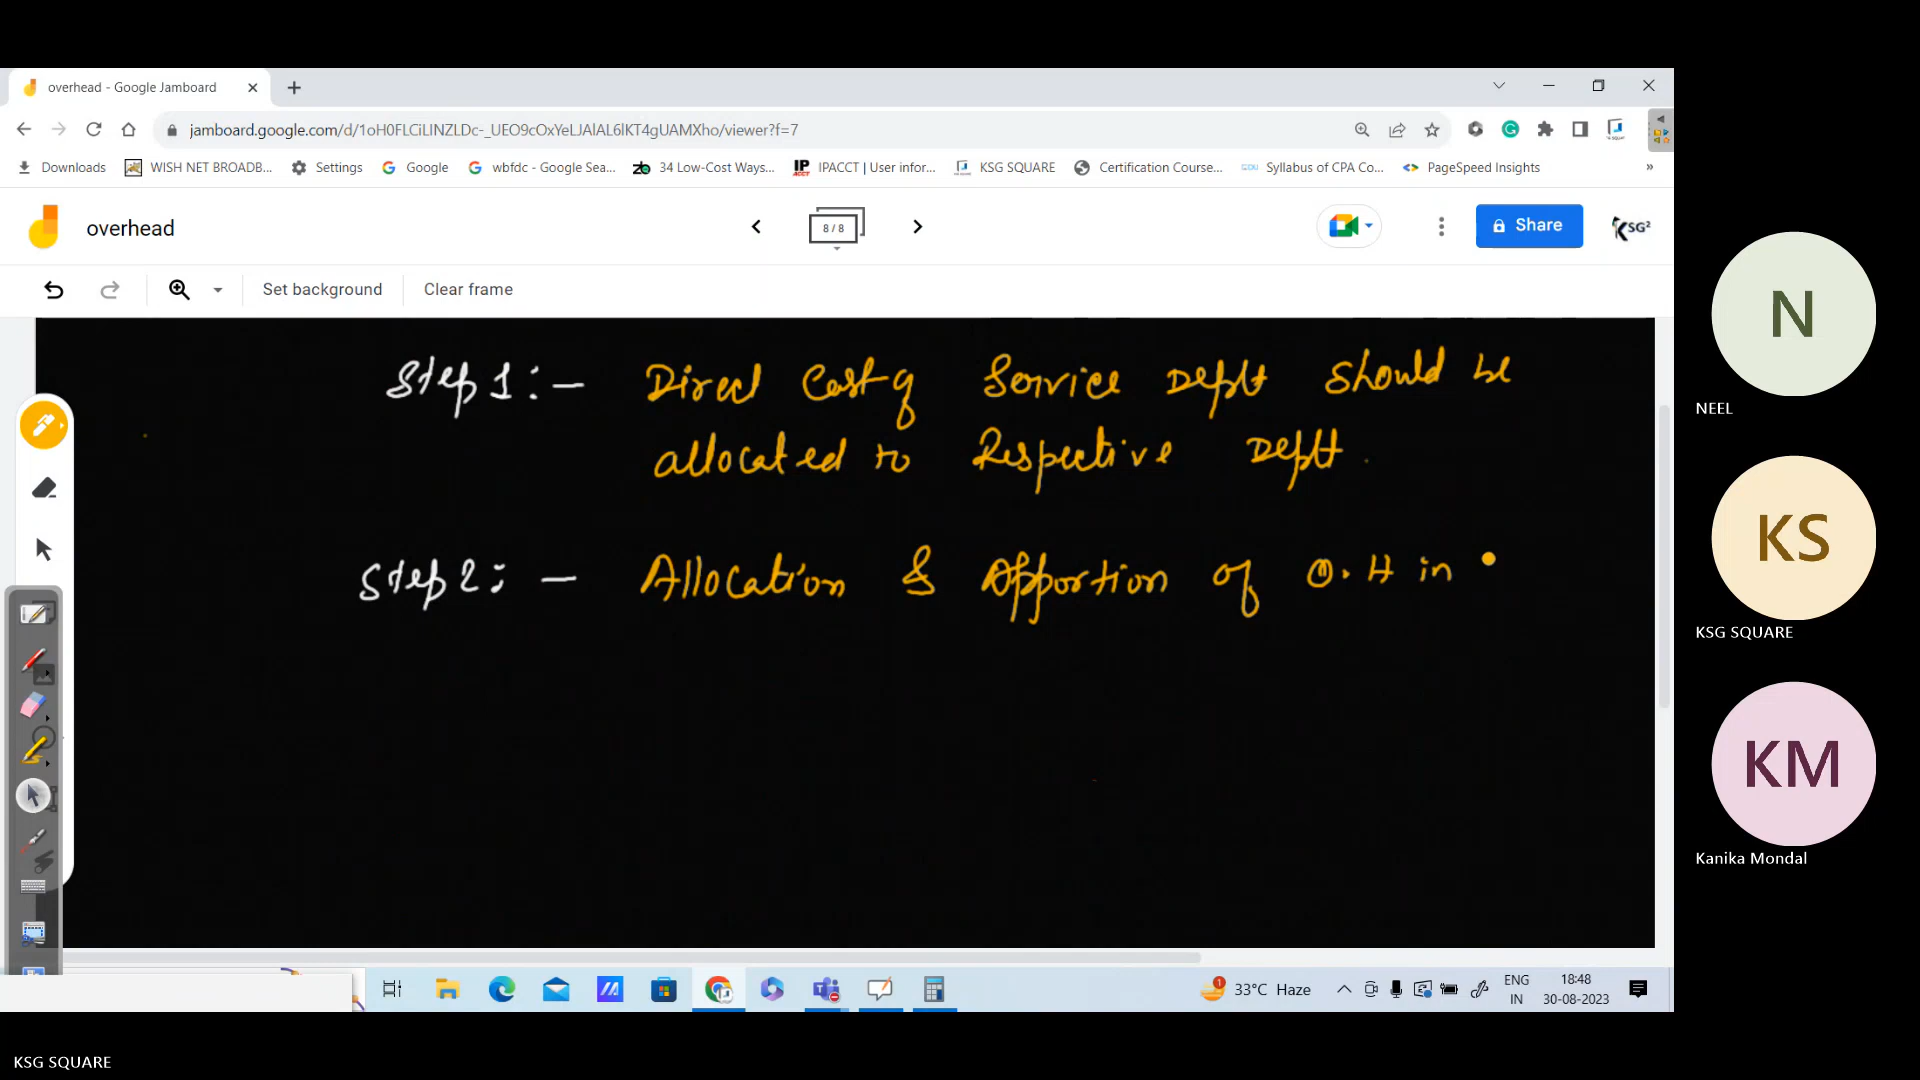 overhead - Google Jamboard
jamboard.google.com/d/1oH0FLCiLINZLDc-_UEO9cOxYeLJAlAL6lKT4gUAMXho/viewer?f=7
Downloads WISH NET BROADB... Settings Google wbfdc - Google Sea... 34 Low-Cost Ways... IPACCT | User infor... KSG SQUARE Certification Course... Syllabus of CPA Co... PageSpeed Insights »
overhead 8 / 8 Share KSG²
Set background Clear frame
Step 1:- Direct Cost of Service Deptt should be
allocated to Respective Deptt.
Step 2:- Allocation & Apportion of O.H in
N
NEEL
KS
KSG SQUARE
KM
Kanika Mondal
1 33°C Haze ENG IN 18:48 30-08-2023
KSG SQUARE